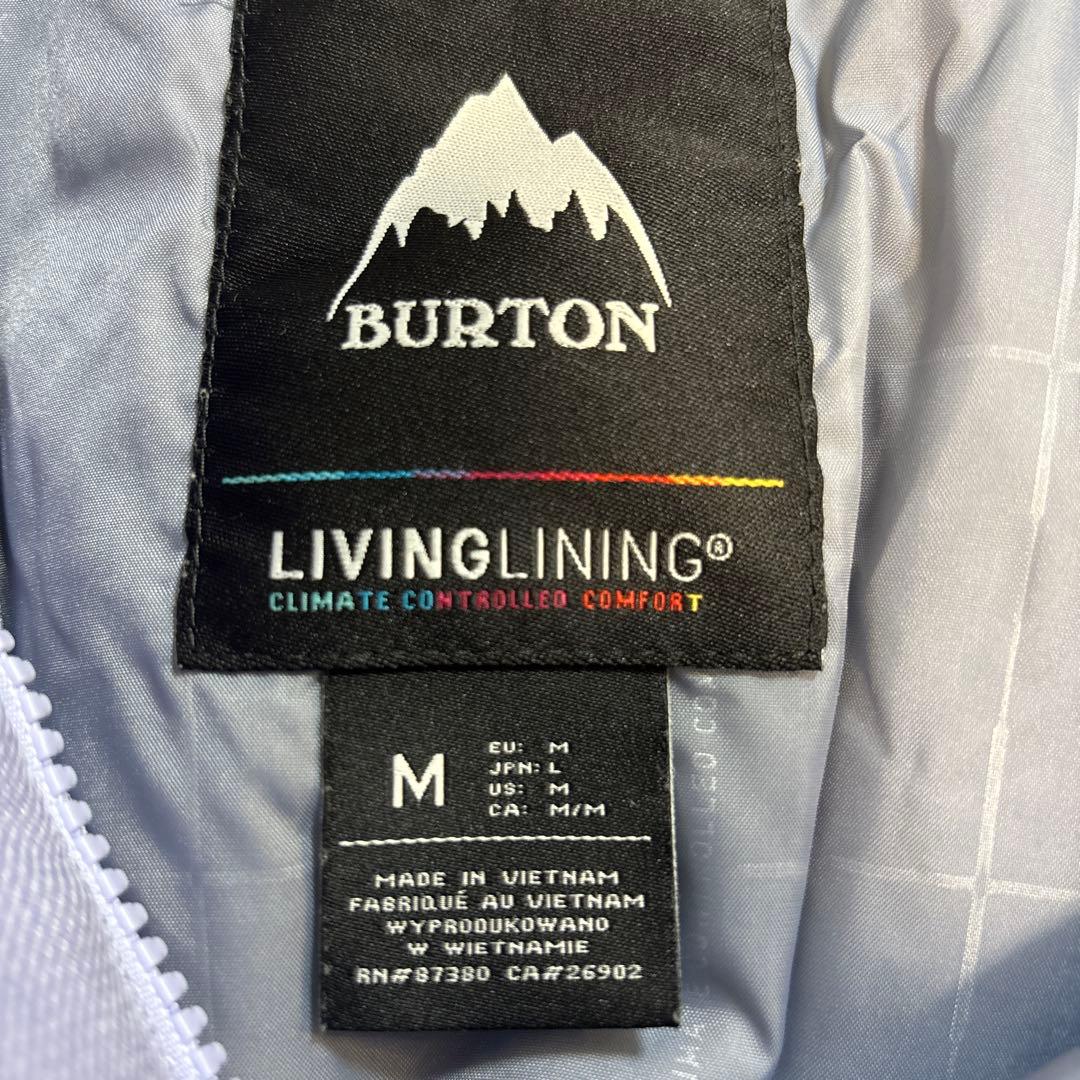 BURTON
LIVINGLINING®
CLIMATE CONTROLLED COMFORT
M
EU: M
JPN: L
US: M
CA: M/M
MADE IN VIETNAM
FABRIQUÉ AU VIETNAM
WYPRODUKOWANO
W WIETNAMIE
RN#87380 CA#26902